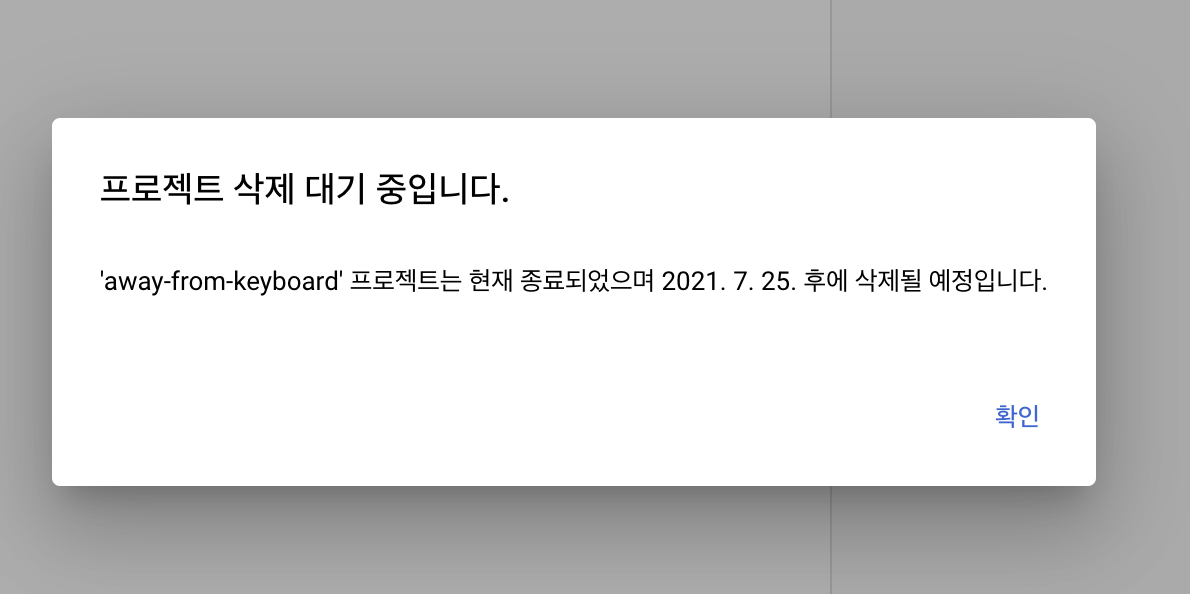 프로젝트 삭제 대기 중입니다.
'away-from-keyboard' 프로젝트는 현재 종료되었으며 2021. 7. 25. 후에 삭제될 예정입니다.
확인